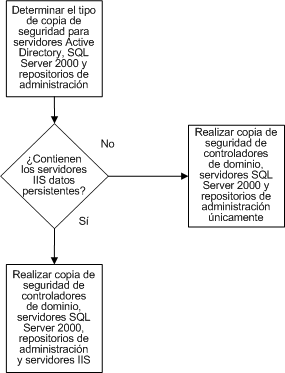 Determinar el tipo
de copia de
seguridad para
servidores Active
Directory, SQL
Server 2000 y
repositorios de
administración
¿Contienen
los servidores
IIS datos
persistentes?
No
Realizar copia de
seguridad de
controladores
de dominio,
servidores SQL
Server 2000 y
repositorios de
administración
únicamente
Sí
Realizar copia de
seguridad de
controladores
de dominio,
servidores SQL
Server 2000,
repositorios de
administración
y servidores IIS